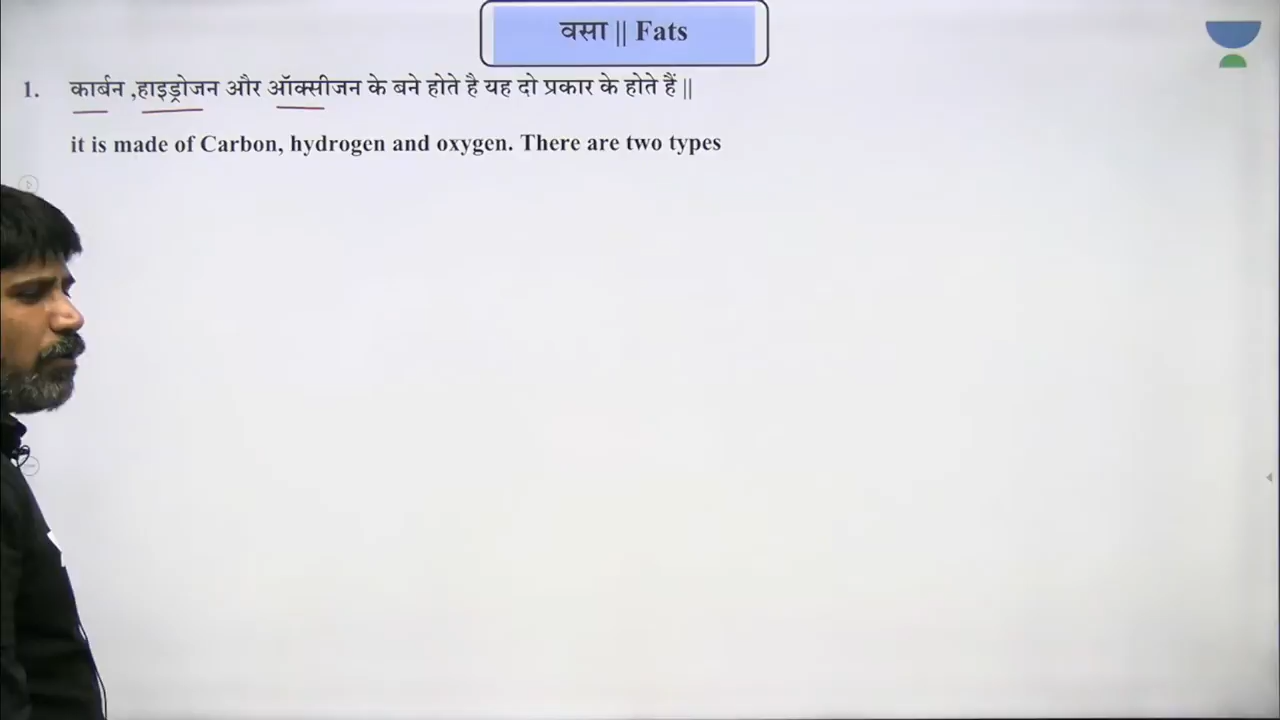 वसा || Fats
1. कार्बन ,हाइड्रोजन और ऑक्सीजन के बने होते है यह दो प्रकार के होते हैं ||
it is made of Carbon, hydrogen and oxygen. There are two types